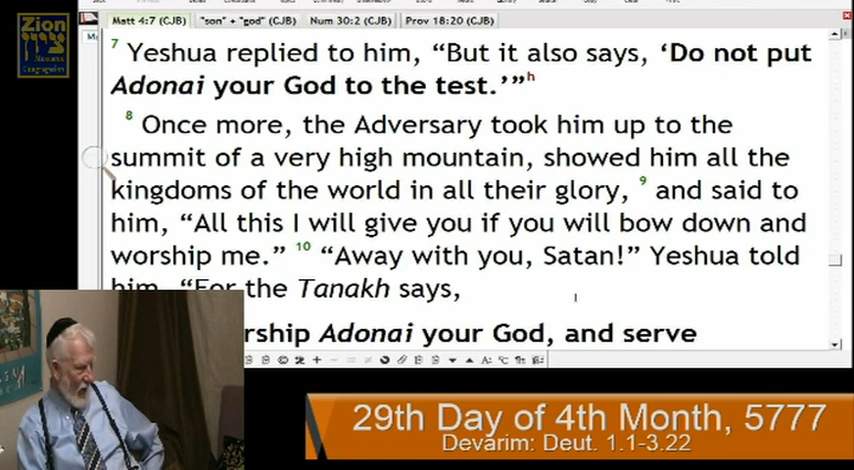 Zion
ציון
Messianic
Congregation
Matt 4:7 (CJB)
"son" + "god" (CJB)
Num 30:2 (CJB)
Prov 18:20 (CJB)
7 Yeshua replied to him, “But it also says, ‘Do not put
Adonai your God to the test.’”h
8 Once more, the Adversary took him up to the
summit of a very high mountain, showed him all the
kingdoms of the world in all their glory, 9 and said to
him, “All this I will give you if you will bow down and
worship me.” 10 “Away with you, Satan!” Yeshua told
him, “For the Tanakh says,
rship Adonai your God, and serve
29th Day of 4th Month, 5777
Devarim: Deut. 1.1-3.22